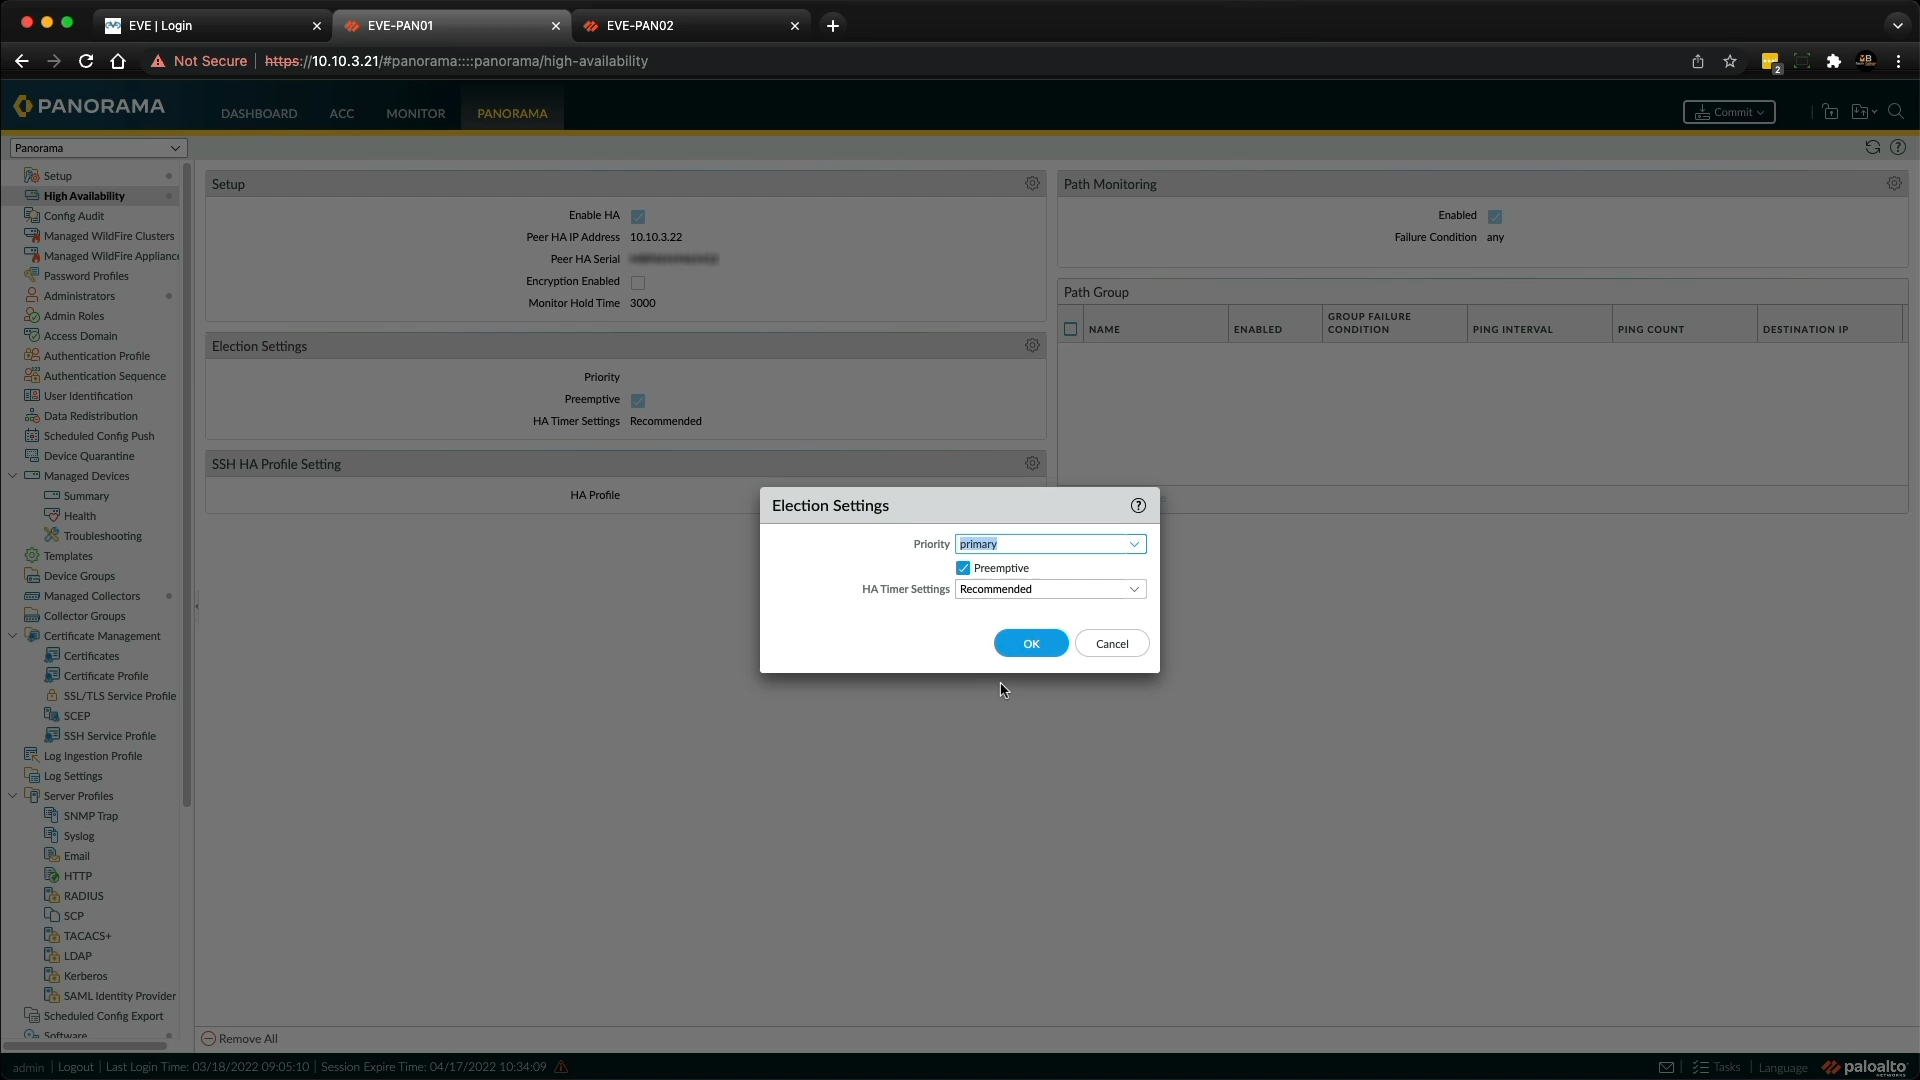 EVE | Login
EVE-PAN01
EVE-PAN02
Not Secure
https://10.10.3.21/#panorama::::panorama/high-availability
2
PANORAMA
DASHBOARD
ACC
MONITOR
PANORAMA
Commit
Panorama
Setup
High Availability
Config Audit
Managed WildFire Clusters
Managed WildFire Applianc
Password Profiles
Administrators
Admin Roles
Access Domain
Authentication Profile
Authentication Sequence
User Identification
Data Redistribution
Scheduled Config Push
Device Quarantine
Managed Devices
Summary
Health
Troubleshooting
Templates
Device Groups
Managed Collectors
Collector Groups
Certificate Management
Certificates
Certificate Profile
SSL/TLS Service Profile
SCEP
SSH Service Profile
Log Ingestion Profile
Log Settings
Server Profiles
SNMP Trap
Syslog
Email
HTTP
RADIUS
SCP
TACACS+
LDAP
Kerberos
SAML Identity Provider
Scheduled Config Export
Software
Setup
Enable HA
Peer HA IP Address 10.10.3.22
Peer HA Serial
Encryption Enabled
Monitor Hold Time 3000
Election Settings
Priority
Preemptive
HA Timer Settings Recommended
SSH HA Profile Setting
HA Profile
Path Monitoring
Enabled
Failure Condition any
Path Group
NAME
ENABLED
GROUP FAILURE CONDITION
PING INTERVAL
PING COUNT
DESTINATION IP
Election Settings
Priority primary
Preemptive
HA Timer Settings Recommended
OK
Cancel
Remove All
admin | Logout | Last Login Time: 03/18/2022 09:05:10 | Session Expire Time: 04/17/2022 10:34:09
Tasks | Language
paloalto
NETWORKS